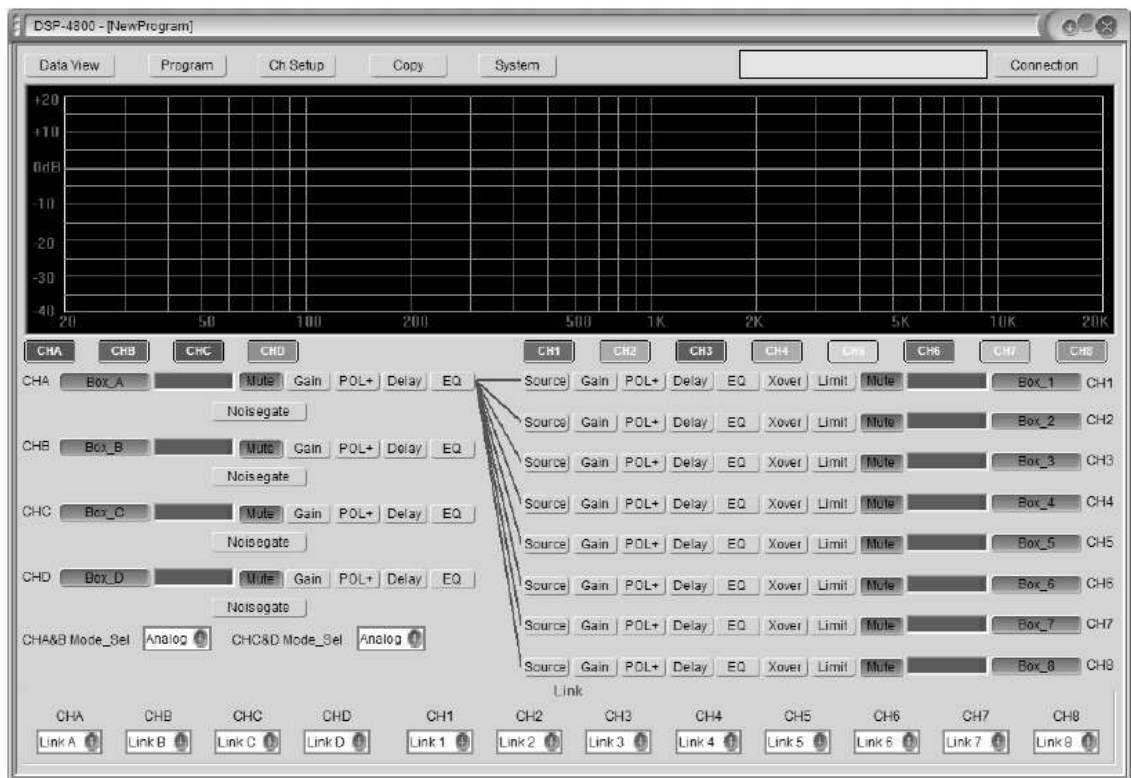 DSP-4800 - [NewProgram]
Data View Program Ch Setup Copy System Connection
+20
+10
0dB
-10
-20
-30
-40
20 50 100 200 500 1K 2K 5K 10K 20K
CHA CHB CHC CHD CH1 CH2 CH3 CH4 CH5 CH6 CH7 CH8
CHA Box_A Mute Gain POL+ Delay EQ Source Gain POL+ Delay EQ Xover Limit Mute Box_1 CH1
Noisegate
Source Gain POL+ Delay EQ Xover Limit Mute Box_2 CH2
CHB Box_B Mute Gain POL+ Delay EQ
Source Gain POL+ Delay EQ Xover Limit Mute Box_3 CH3
Noisegate
CHC Box_C Mute Gain POL+ Delay EQ Source Gain POL+ Delay EQ Xover Limit Mute Box_4 CH4
Noisegate
Source Gain POL+ Delay EQ Xover Limit Mute Box_5 CH5
CHD Box_D Mute Gain POL+ Delay EQ Source Gain POL+ Delay EQ Xover Limit Mute Box_6 CH6
Noisegate
Source Gain POL+ Delay EQ Xover Limit Mute Box_7 CH7
CHA&B Mode_Sel Analog CHC&D Mode_Sel Analog
Source Gain POL+ Delay EQ Xover Limit Mute Box_8 CH8
Link
CHA CHB CHC CHD CH1 CH2 CH3 CH4 CH5 CH6 CH7 CH8
Link A Link B Link C Link D Link 1 Link 2 Link 3 Link 4 Link 5 Link 6 Link 7 Link 8